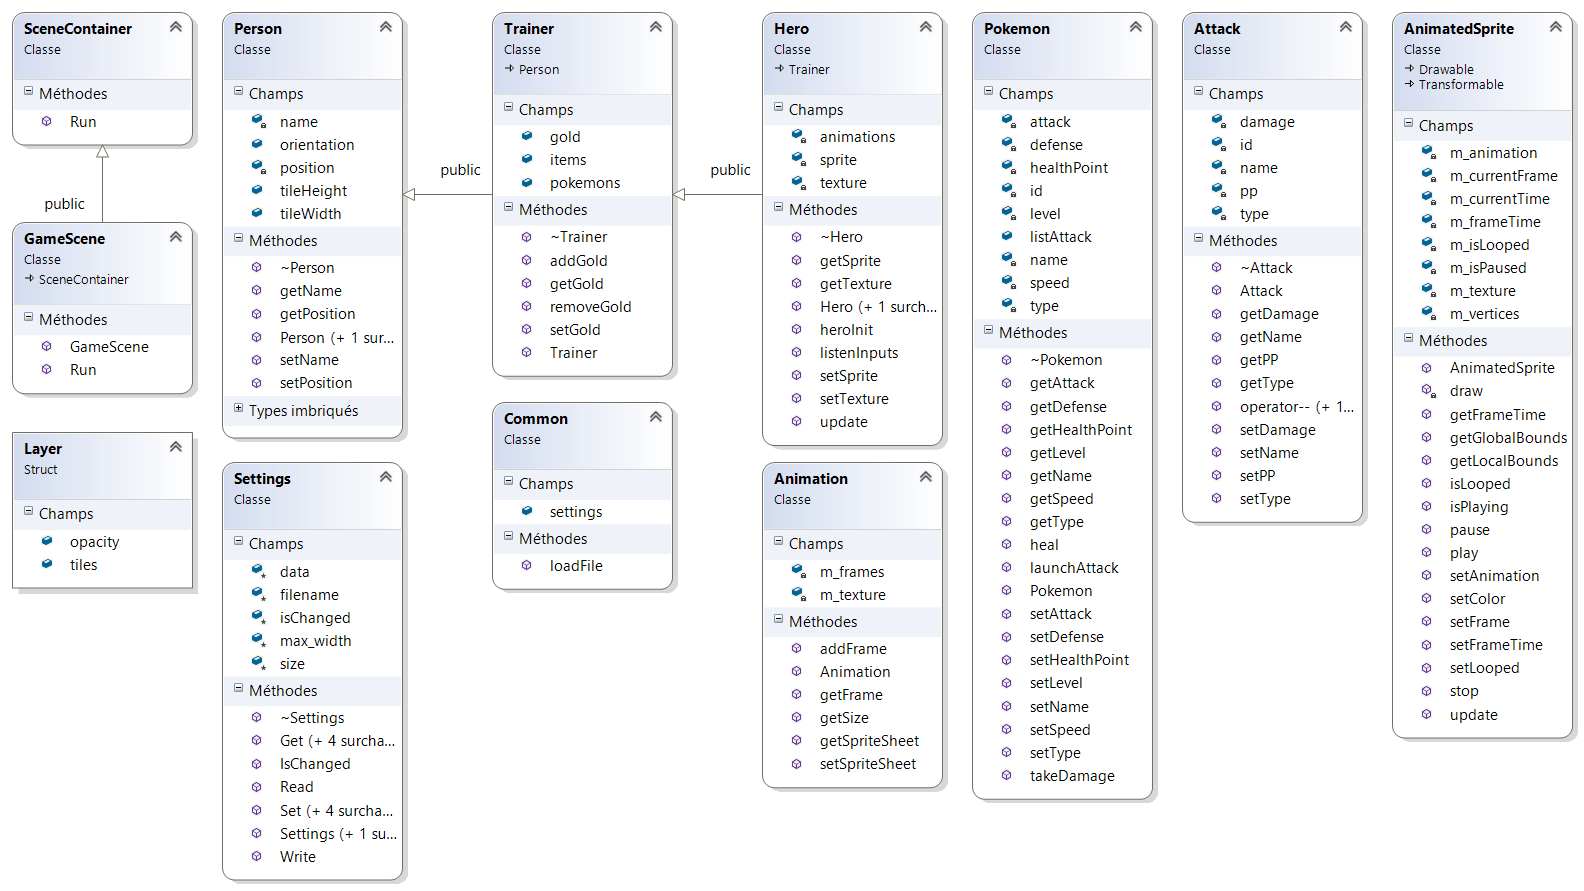 SceneContainer
Classe
Méthodes
Run
public
GameScene
Classe
SceneContainer
Méthodes
GameScene
Run
Layer
Struct
Champs
opacity
tiles
Person
Classe
Champs
name
orientation
position
tileHeight
tileWidth
Méthodes
~Person
getName
getPosition
Person (+ 1 sur...
setName
setPosition
Types imbriqués
Settings
Classe
Champs
data
filename
isChanged
max_width
size
Méthodes
~Settings
Get (+ 4 surcha...
IsChanged
Read
Set (+ 4 surcha...
Settings (+ 1 su...
Write
public
Trainer
Classe
Person
Champs
gold
items
pokemons
Méthodes
~Trainer
addGold
getGold
removeGold
setGold
Trainer
Common
Classe
Champs
settings
Méthodes
loadFile
public
Hero
Classe
Trainer
Champs
animations
sprite
texture
Méthodes
~Hero
getSprite
getTexture
Hero (+ 1 surch...
heroInit
listenInputs
setSprite
setTexture
update
Animation
Classe
Champs
m_frames
m_texture
Méthodes
addFrame
Animation
getFrame
getSize
getSpriteSheet
setSpriteSheet
Pokemon
Classe
Champs
attack
defense
healthPoint
id
level
listAttack
name
speed
type
Méthodes
~Pokemon
getAttack
getDefense
getHealthPoint
getLevel
getName
getSpeed
getType
heal
launchAttack
Pokemon
setAttack
setDefense
setHealthPoint
setLevel
setName
setSpeed
setType
takeDamage
Attack
Classe
Champs
damage
id
name
pp
type
Méthodes
~Attack
Attack
getDamage
getName
getPP
getType
operator-- (+ 1...
setDamage
setName
setPP
setType
AnimatedSprite
Classe
Drawable
Transformable
Champs
m_animation
m_currentFrame
m_currentTime
m_frameTime
m_isLooped
m_isPaused
m_texture
m_vertices
Méthodes
AnimatedSprite
draw
getFrameTime
getGlobalBounds
getLocalBounds
isLooped
isPlaying
pause
play
setAnimation
setColor
setFrame
setFrameTime
setLooped
stop
update